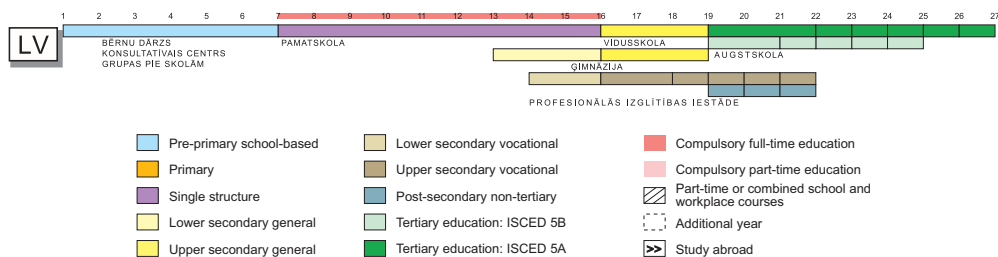 1 2 3 4 5 6 7 8 9 10 11 12 13 14 15 16 17 18 19 20 21 22 23 24 25 26 27
LV
BĒRNU DĀRZS
KONSULTATĪVAIS CENTRS
GRUPAS PIE SKOLĀM
PAMATSKOLA
VĪDUSSKOLA
AUGSTSKOLA
ĢIMNĀZIJA
PROFESIONĀLĀS IZGLĪTĪBAS IESTĀDE
Pre-primary school-based
Primary
Single structure
Lower secondary general
Upper secondary general
Lower secondary vocational
Upper secondary vocational
Post-secondary non-tertiary
Tertiary education: ISCED 5B
Tertiary education: ISCED 5A
Compulsory full-time education
Compulsory part-time education
Part-time or combined school and
workplace courses
Additional year
>> Study abroad